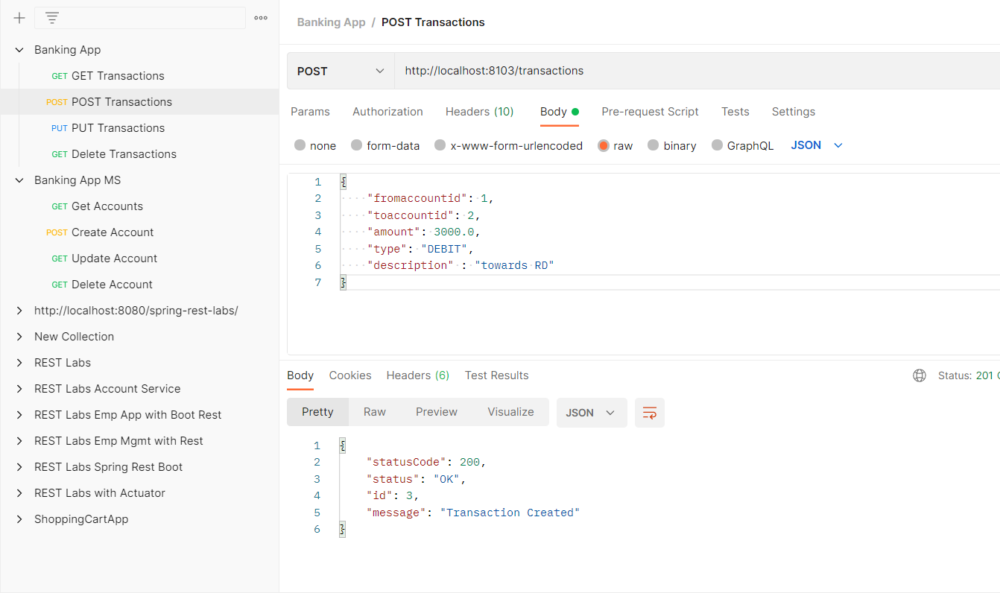 Banking App
GET GET Transactions
POST POST Transactions
PUT PUT Transactions
GET Delete Transactions
Banking App MS
GET Get Accounts
POST Create Account
GET Update Account
GET Delete Account
http://localhost:8080/spring-rest-labs/
New Collection
REST Labs
REST Labs Account Service
REST Labs Emp App with Boot Rest
REST Labs Emp Mgmt with Rest
REST Labs Spring Rest Boot
REST Labs with Actuator
ShoppingCartApp
Banking App / POST Transactions
POST http://localhost:8103/transactions
Params Authorization Headers (10) Body Pre-request Script Tests Settings
none form-data x-www-form-urlencoded raw binary GraphQL JSON
1 {
2 "fromaccountid": 1,
3 "toaccountid": 2,
4 "amount": 3000.0,
5 "type": "DEBIT",
6 "description" : "towards RD"
7 }
Body Cookies Headers (6) Test Results Status: 201
Pretty Raw Preview Visualize JSON
1 {
2 "statusCode": 200,
3 "status": "OK",
4 "id": 3,
5 "message": "Transaction Created"
6 }